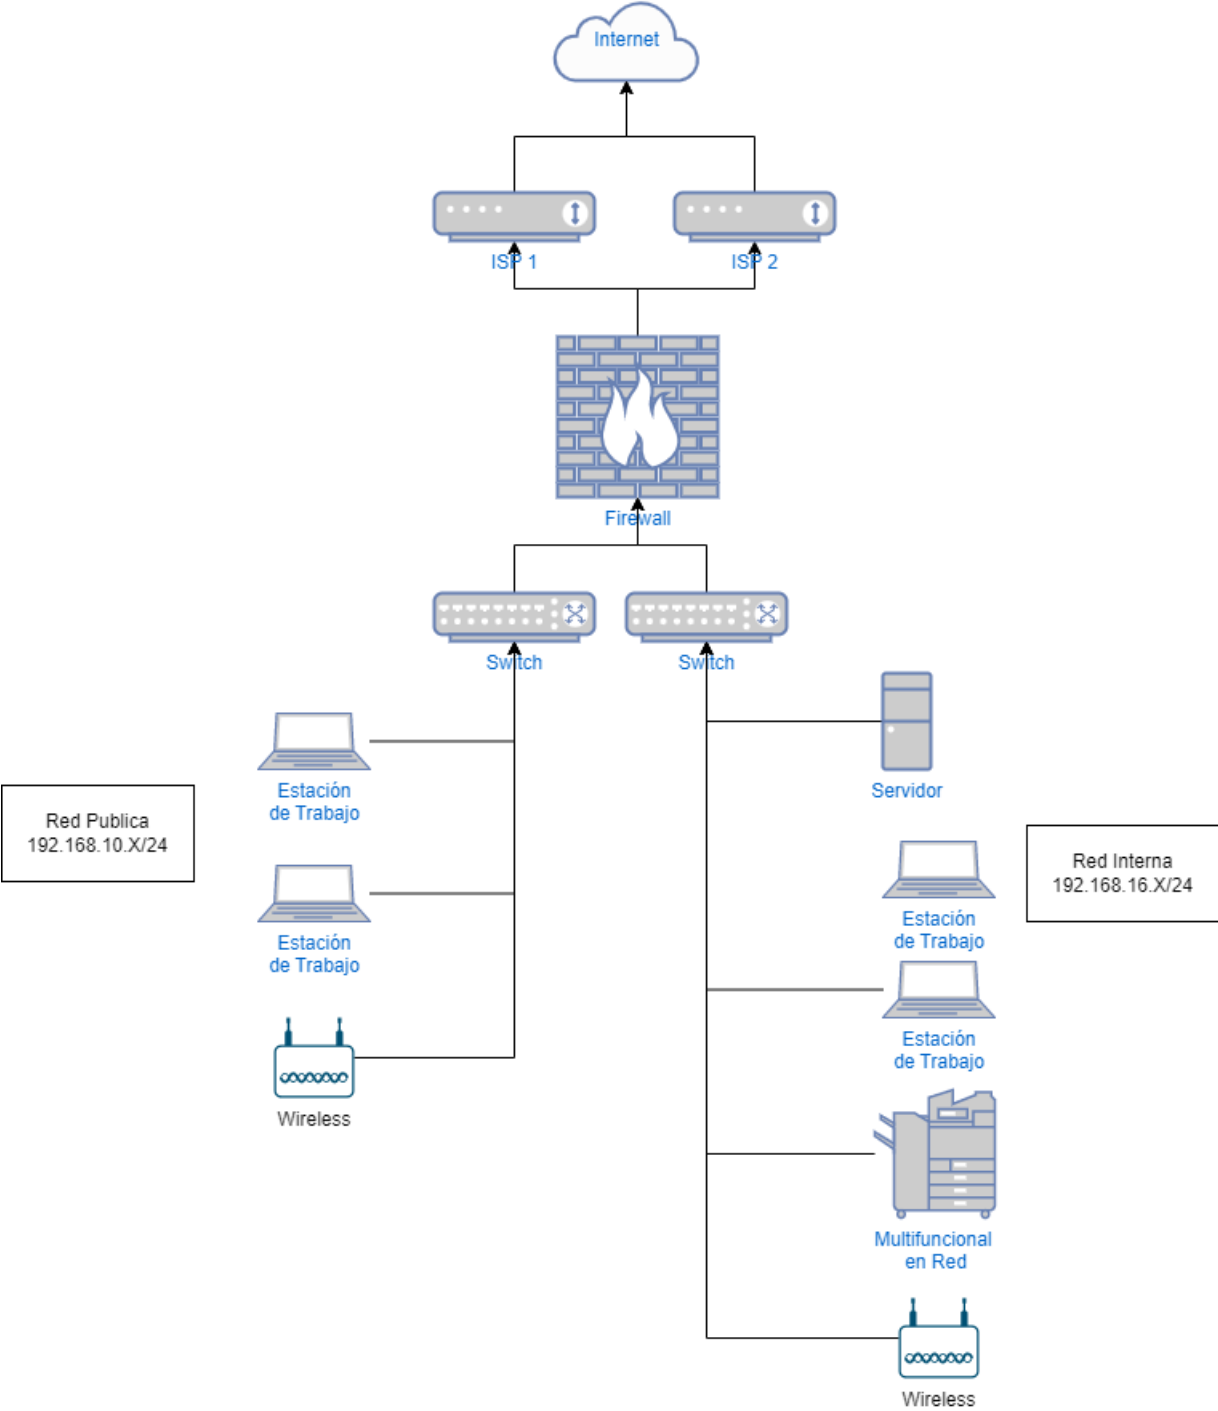 Internet
ISP 1
ISP 2
Firewall
Switch
Switch
Estación
de Trabajo
Servidor
Red Publica
192.168.10.X/24
Red Interna
192.168.16.X/24
Estación
de Trabajo
Estación
de Trabajo
Estación
de Trabajo
Wireless
Multifuncional
en Red
Wireless